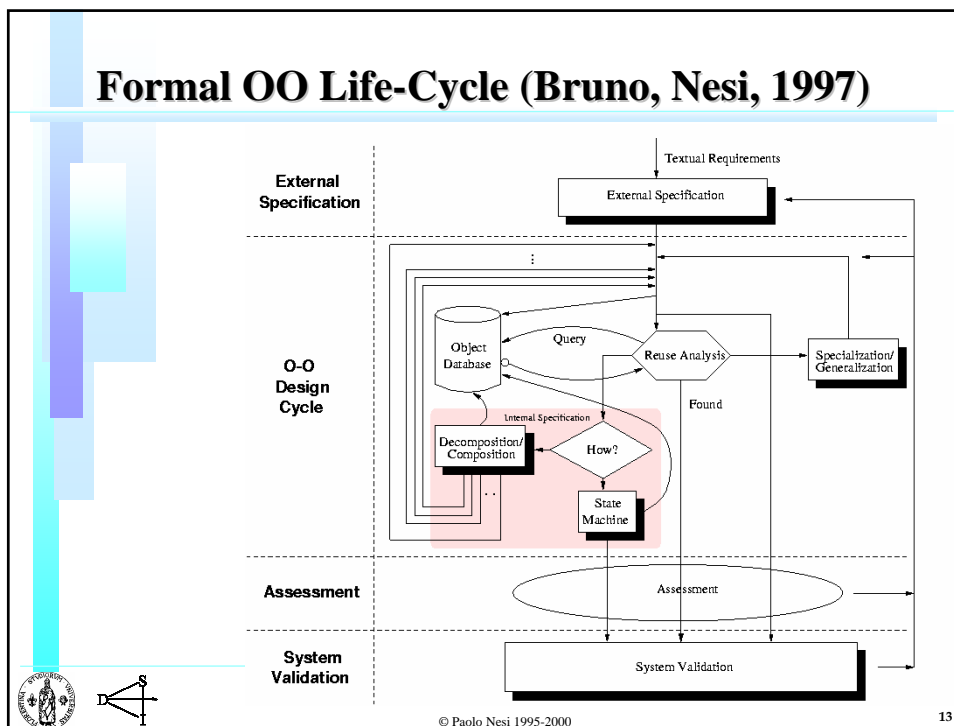 Formal OO Life-Cycle (Bruno, Nesi, 1997)
Textual Requirements
External
Specification
External Specification
⋮
O-O
Design
Cycle
Object
Database
Query
Reuse Analysis
Specialization/
Generalization
Found
Internal Specification
Decomposition/
Composition
How?
. .
State
Machine
Assessment
Assessment
System
Validation
System Validation
D
S
I
© Paolo Nesi 1995-2000
13